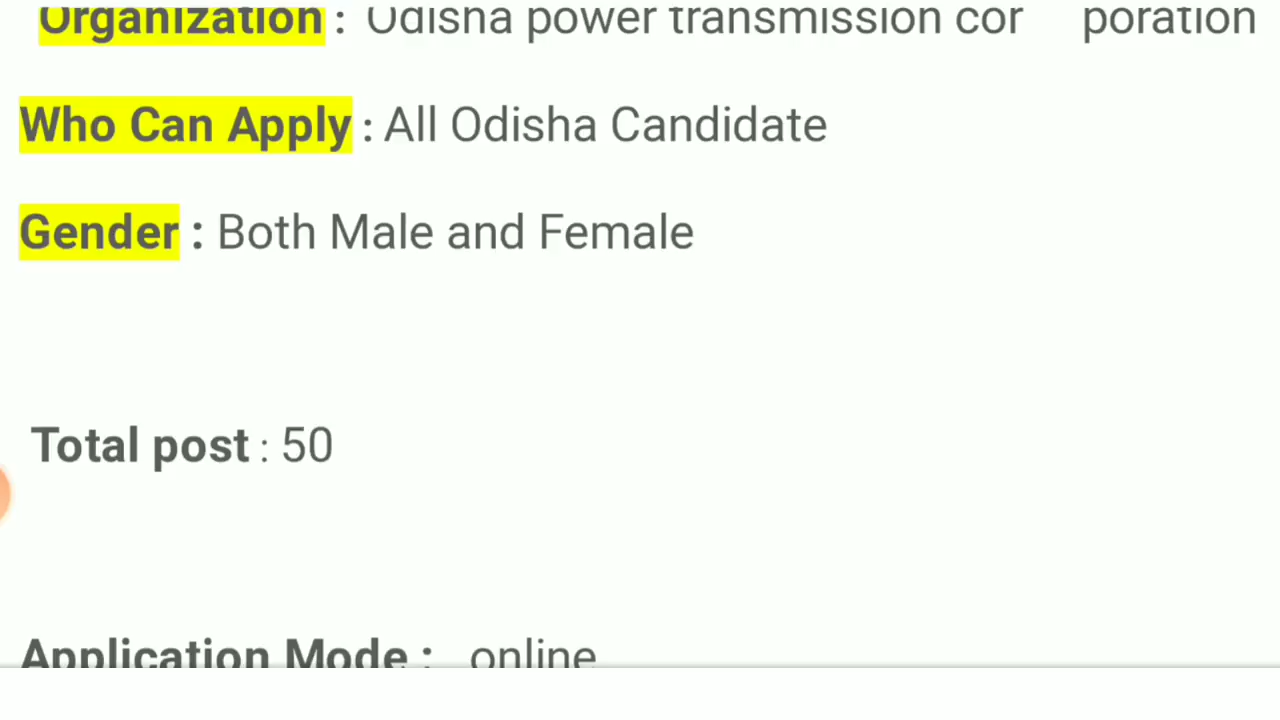 Organization : Odisha power transmission cor poration
Who Can Apply : All Odisha Candidate
Gender : Both Male and Female
Total post : 50
Application Mode : online